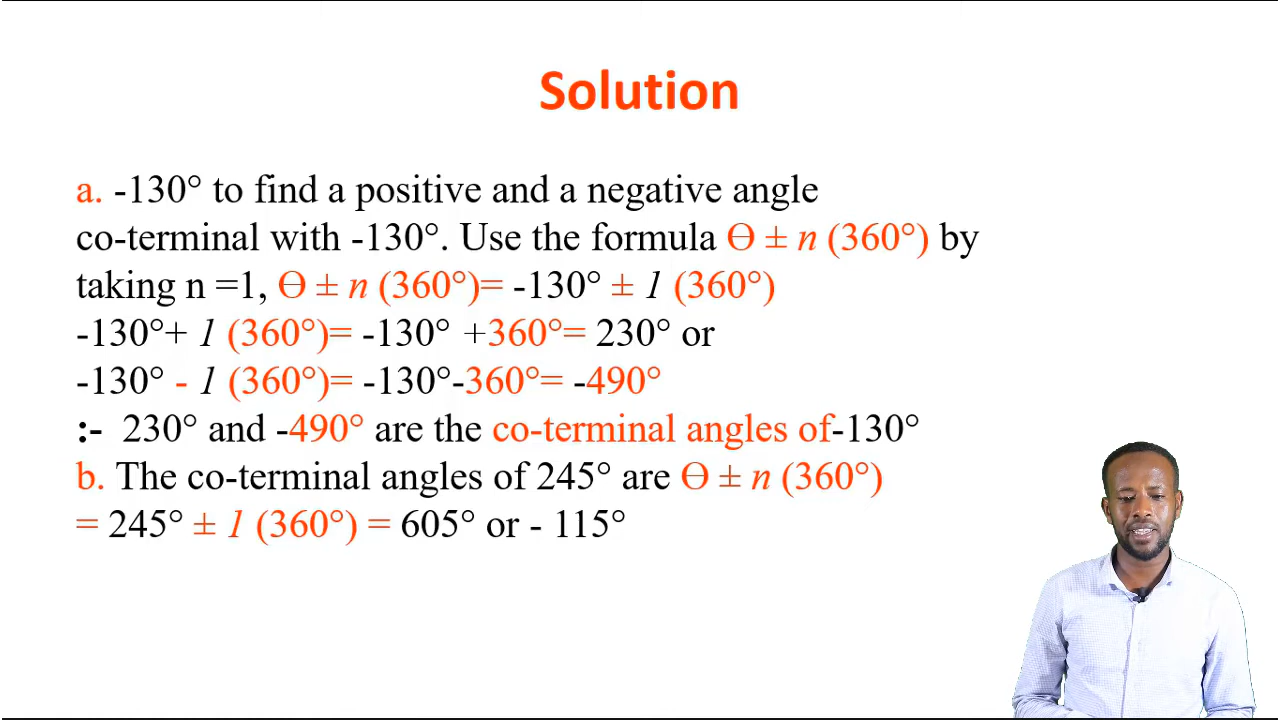 Solution
a. -130° to find a positive and a negative angle
co-terminal with -130°. Use the formula Ɵ ± n (360°) by
taking n =1, Ɵ ± n (360°)= -130° ± 1 (360°)
-130°+ 1 (360°)= -130° +360°= 230° or
-130° - 1 (360°)= -130°-360°= -490°
:- 230° and -490° are the co-terminal angles of-130°
b. The co-terminal angles of 245° are Ɵ ± n (360°)
= 245° ± 1 (360°) = 605° or - 115°